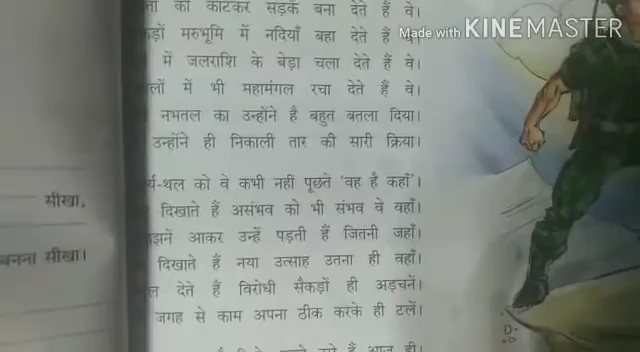 को काटकर सड़कें बना देते हैं वे।
मरुभूमि में नदियाँ बहा देते हैं वे।
में जलराशि के बेड़ा चला देते हैं वे।
में भी महामंगल रचा देते हैं वे।
नभतल का उन्होंने है बहुत बतला दिया।
उन्होंने ही निकाली तार की सारी क्रिया।
र्य-थल को वे कभी नहीं पूछते 'वह है कहाँ'।
दिखाते हैं असंभव को भी संभव वे वहाँ।
झनें आकर उन्हें पड़ती हैं जितनी जहाँ।
दिखाते हैं नया उत्साह उतना ही वहाँ।
देते हैं विरोधी सैकड़ों ही अड़चनें।
जगह से काम अपना ठीक करके ही टलें।
सीखा,
बनना सीखा।
Made with KINEMASTER